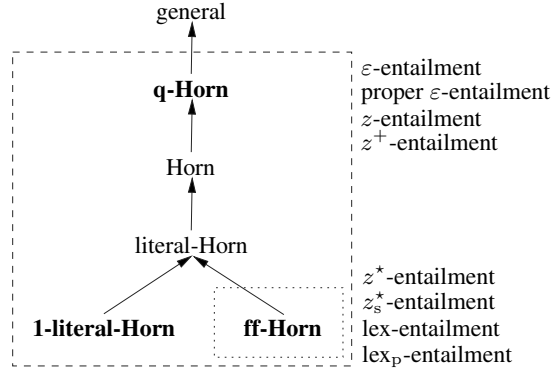 general
q-Horn
Horn
literal-Horn
1-literal-Horn
ff-Horn
ε-entailment
proper ε-entailment
z-entailment
z⁺-entailment
z*-entailment
zₛ*-entailment
lex-entailment
lexₚ-entailment